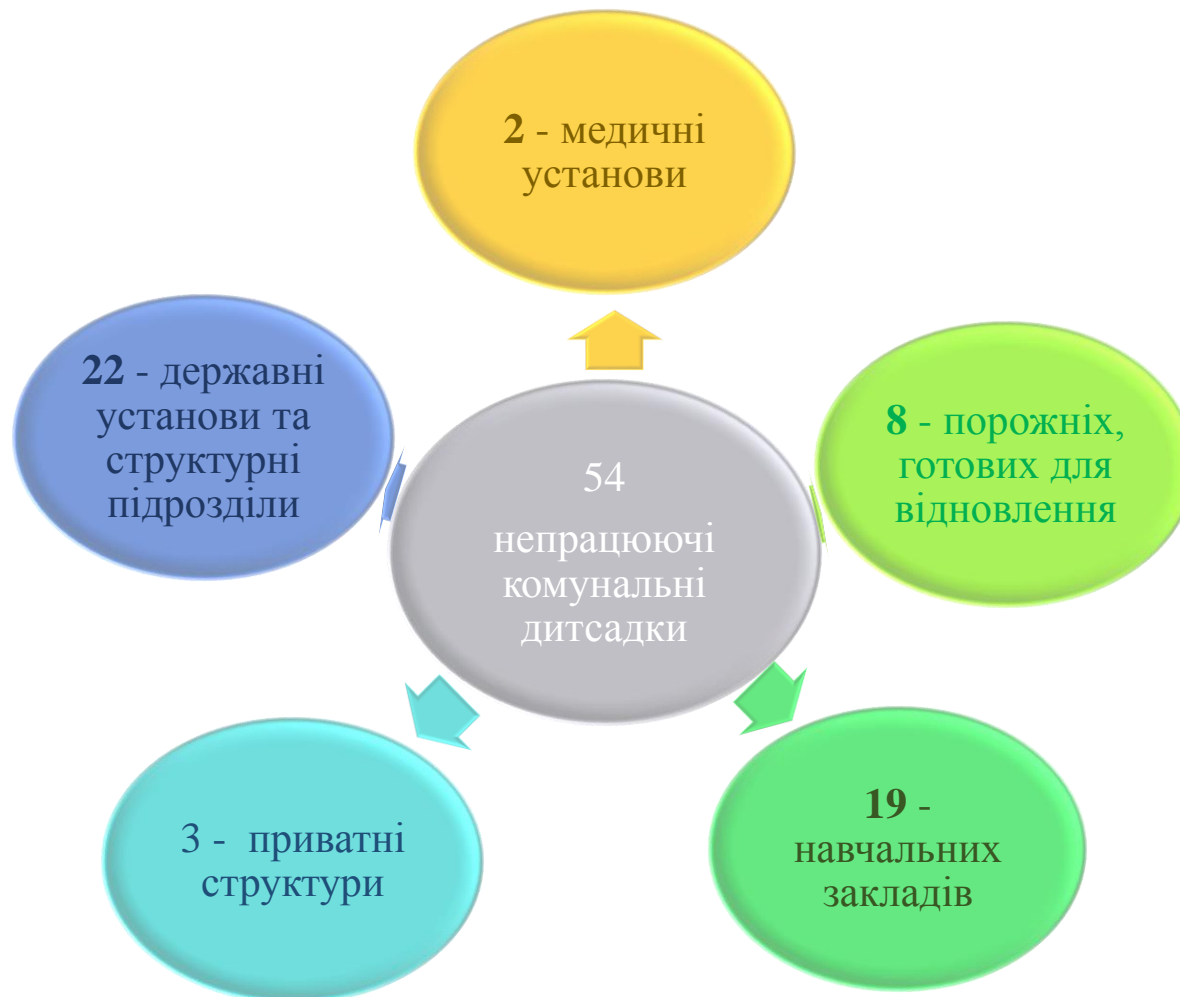 2 - медичні
установи
22 - державні
установи та
структурні
підрозділи
8 - порожніх,
готових для
відновлення
54
непрацюючі
комунальні
дитсадки
3 - приватні
структури
19 -
навчальних
закладів